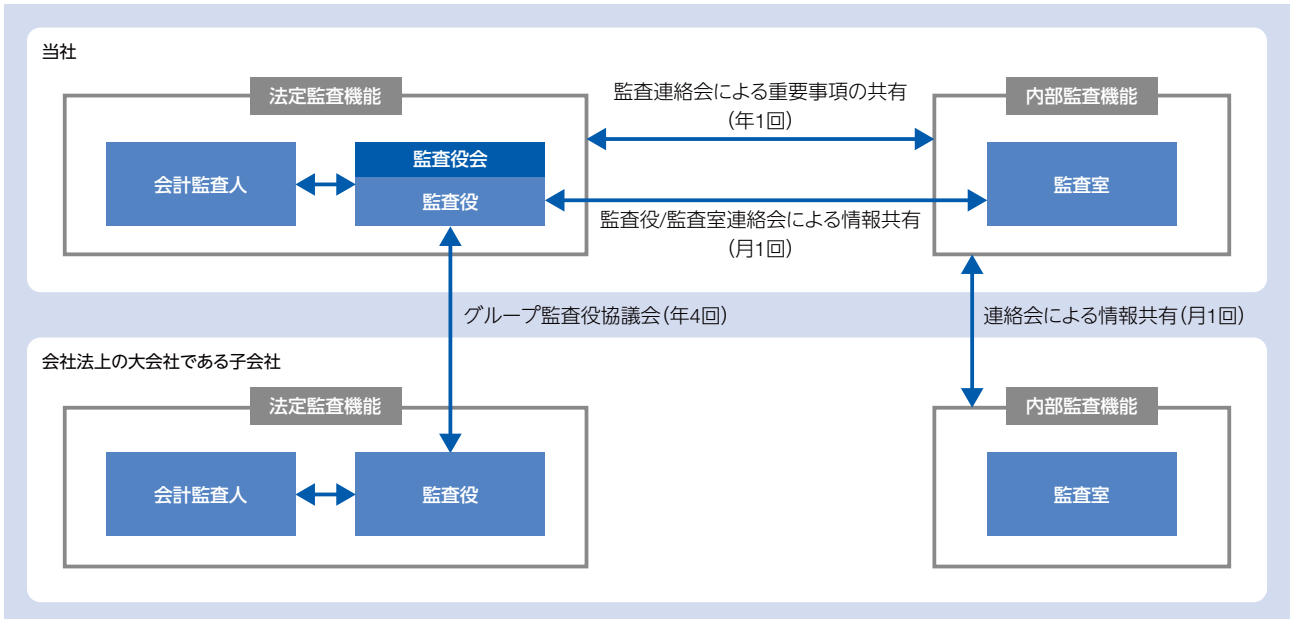 当社
法定監査機能
監査連絡会による重要事項の共有
（年1回）
内部監査機能
会計監査人
監査役会
監査役
監査室
監査役/監査室連絡会による情報共有
（月1回）
グループ監査役協議会（年4回）
連絡会による情報共有（月1回）
会社法上の大会社である子会社
法定監査機能
内部監査機能
会計監査人
監査役
監査室